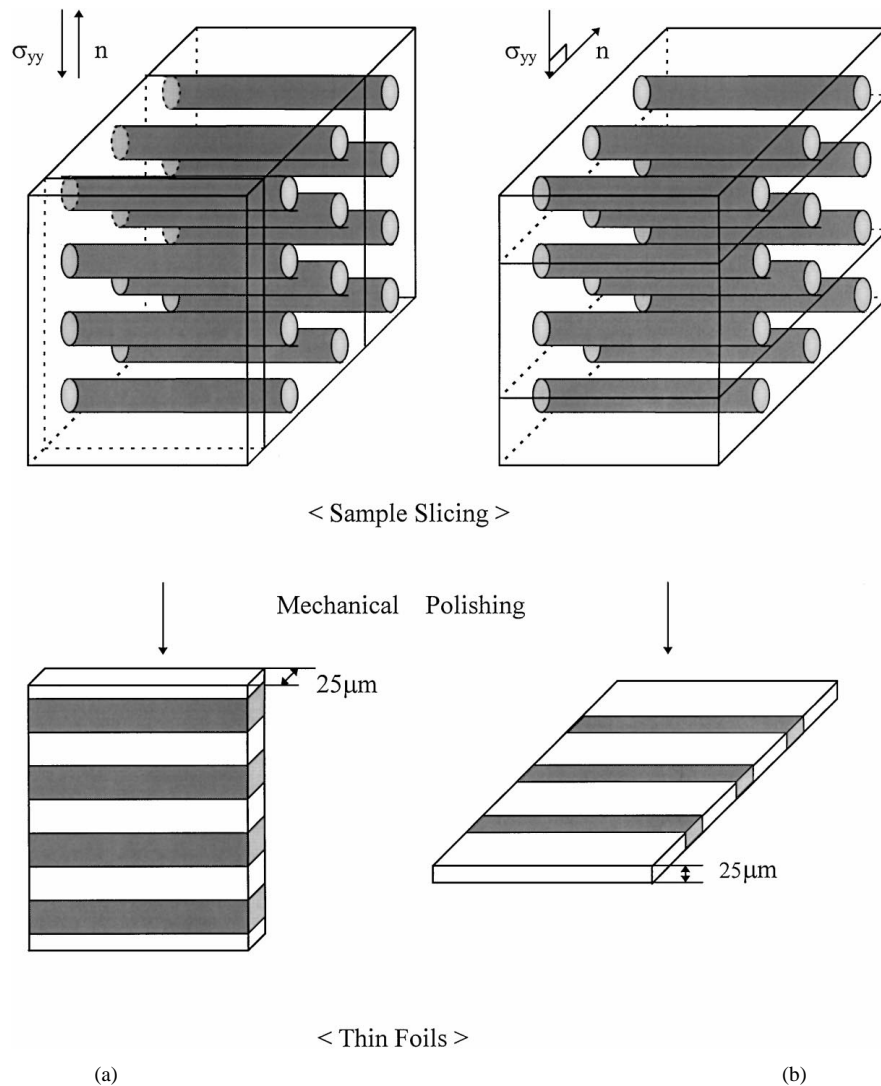 σyy n
σyy n
< Sample Slicing >
Mechanical Polishing
25μm
25μm
< Thin Foils >
(a) (b)